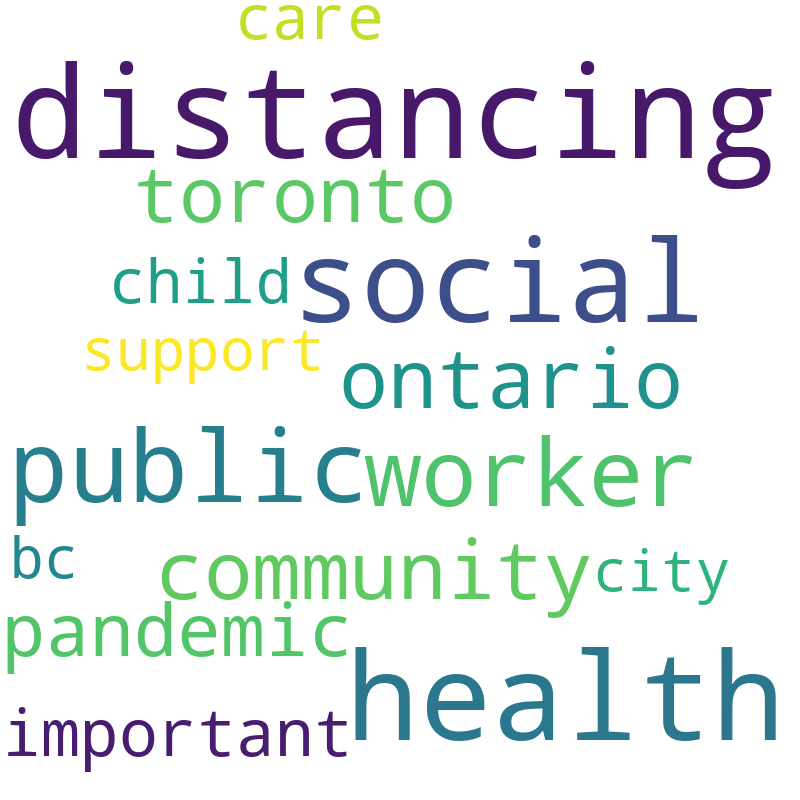 care
distancing
toronto
child social
support
ontario
public worker
bc community city
pandemic
important health